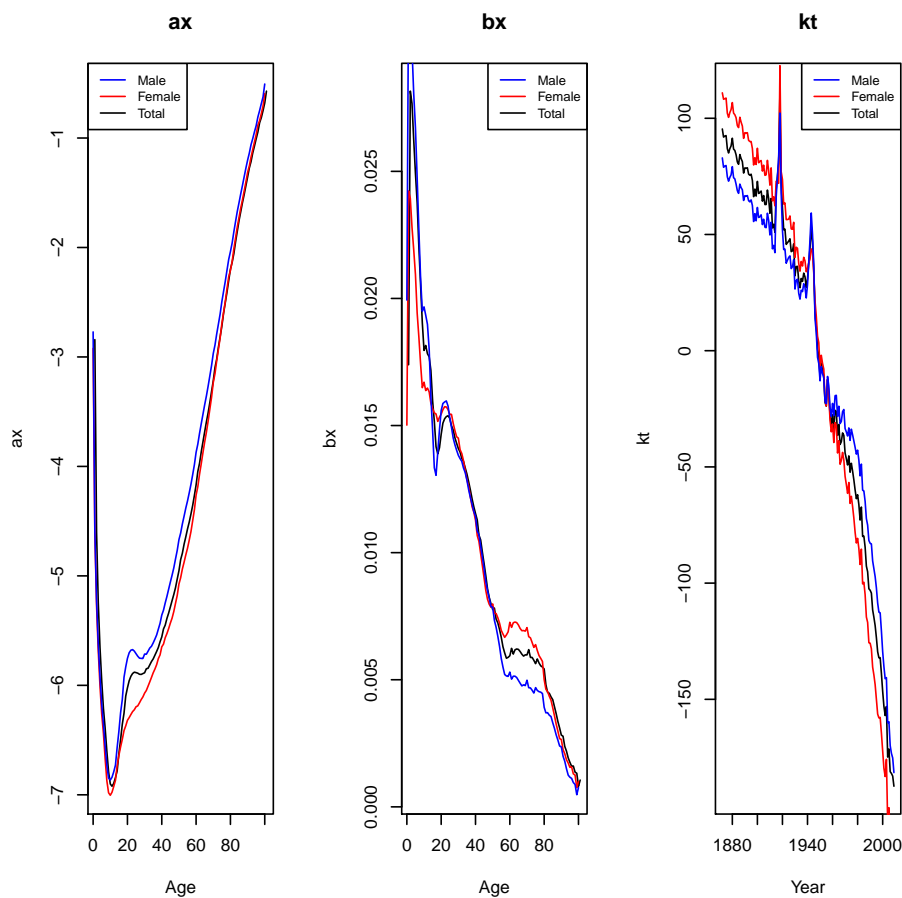 ax
Male
Female
Total
-1
-2
-3
-4
-5
-6
-7
ax
0 20 40 60 80
Age
bx
Male
Female
Total
0.025
0.020
0.015
0.010
0.005
0.000
bx
0 20 40 60 80
Age
kt
Male
Female
Total
100
50
0
-50
-100
-150
kt
1880 1940 2000
Year